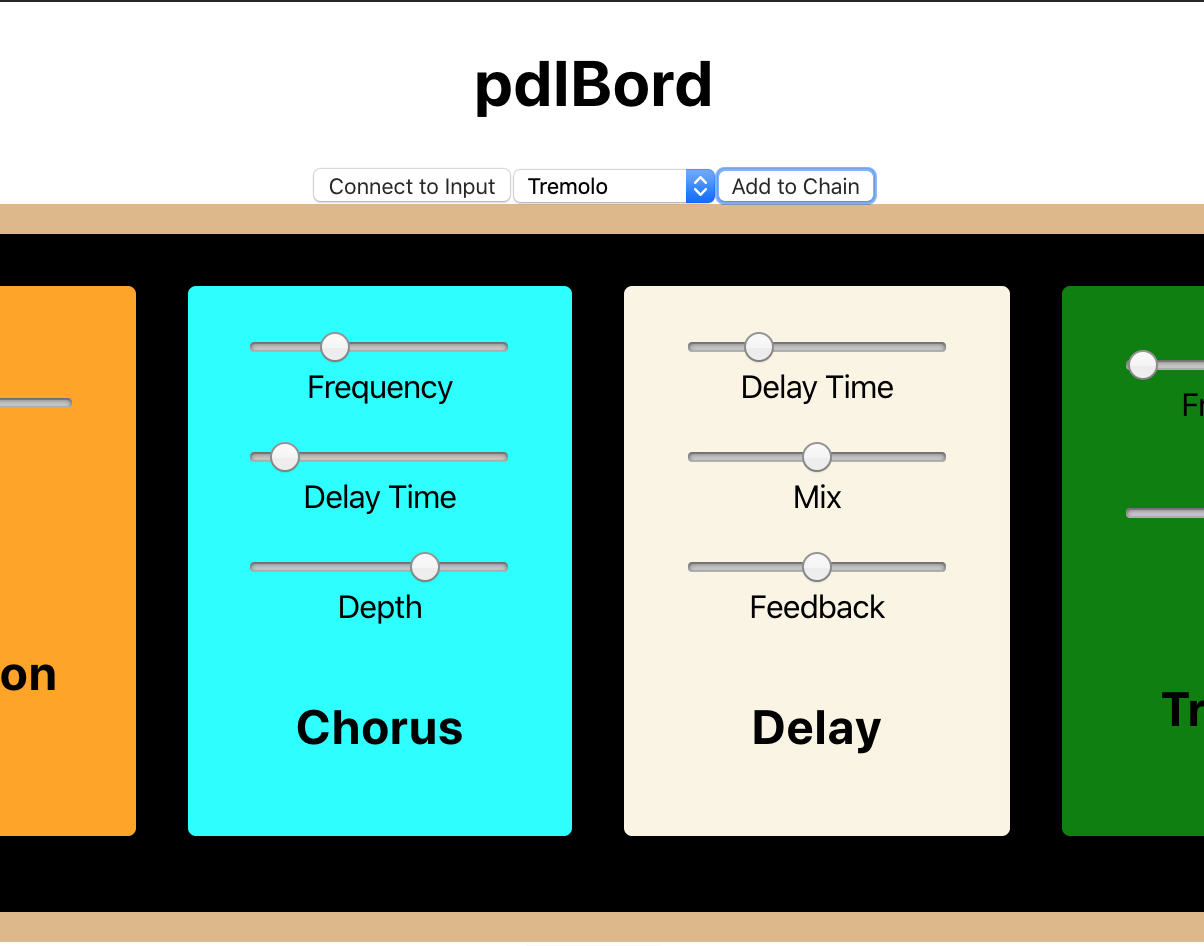 pdlBord
Connect to Input
Tremolo
Add to Chain
on
Frequency
Delay Time
Depth
Chorus
Delay Time
Mix
Feedback
Delay
Fr
Tr